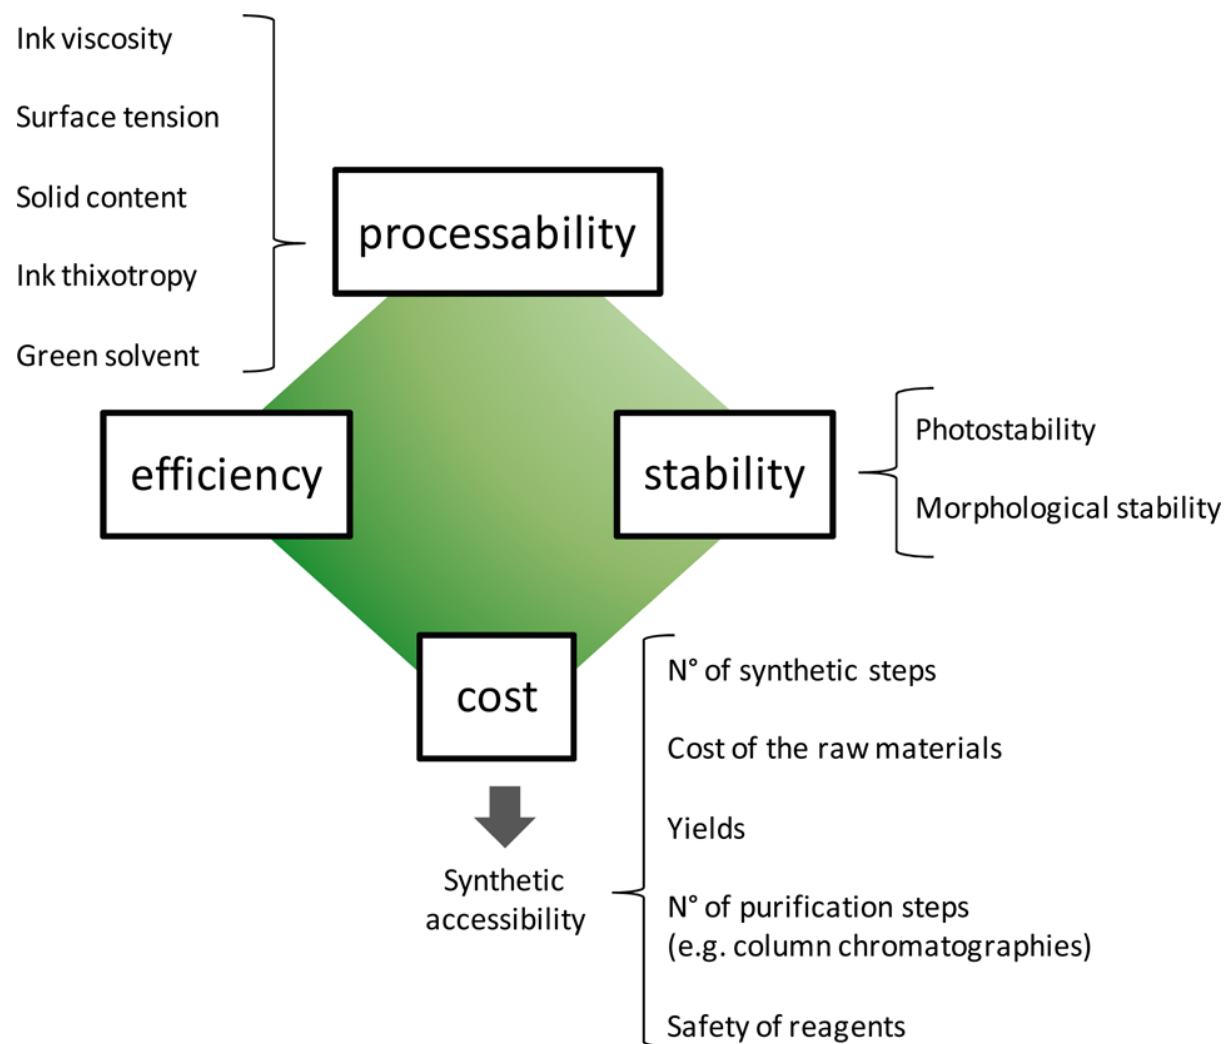 Ink viscosity
Surface tension
Solid content
Ink thixotropy
Green solvent
processability
efficiency
stability
Photostability
Morphological stability
cost
Synthetic
accessibility
N° of synthetic steps
Cost of the raw materials
Yields
N° of purification steps
(e.g. column chromatographies)
Safety of reagents